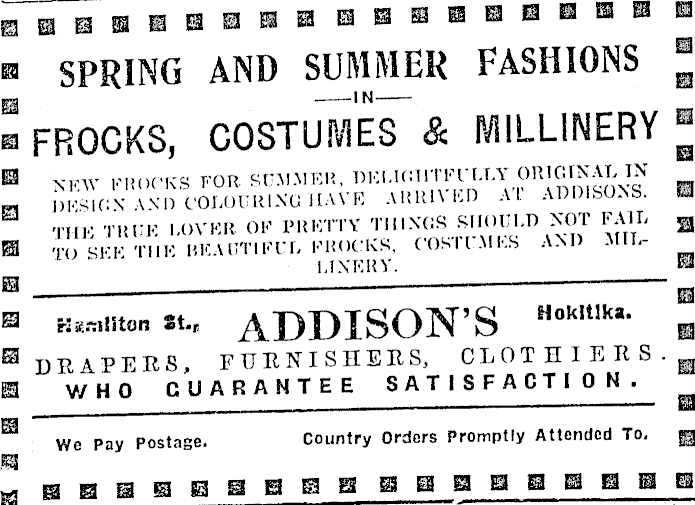 SPRING AND SUMMER FASHIONS
—IN—
FROCKS, COSTUMES & MILLINERY
NEW FROCKS FOR SUMMER, DELIGHTFULLY ORIGINAL IN
DESIGN AND COLOURING HAVE ARRIVED AT ADDISONS.
THE TRUE LOVER OF PRETTY THINGS SHOULD NOT FAIL
TO SEE THE BEAUTIFUL FROCKS, COSTUMES AND MIL-
LINERY.
Hamilton St., ADDISON'S Hokitika.
DRAPERS, FURNISHERS, CLOTHIERS.
WHO GUARANTEE SATISFACTION.
We Pay Postage. Country Orders Promptly Attended To.